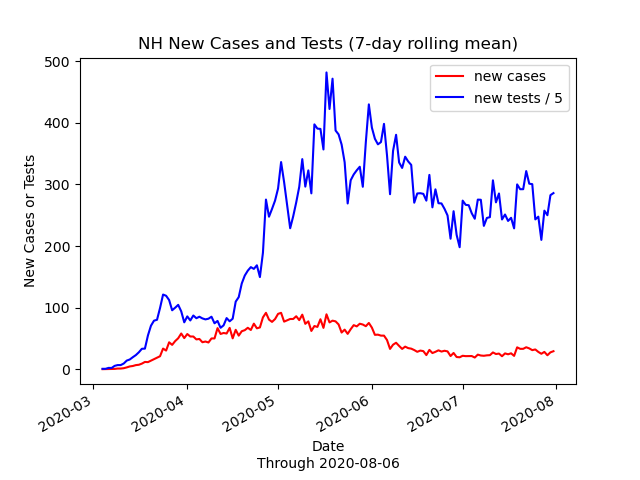 NH New Cases and Tests (7-day rolling mean)
new cases
new tests / 5
New Cases or Tests
500
400
300
200
100
0
2020-03
2020-04
2020-05
2020-06
2020-07
2020-08
Date
Through 2020-08-06